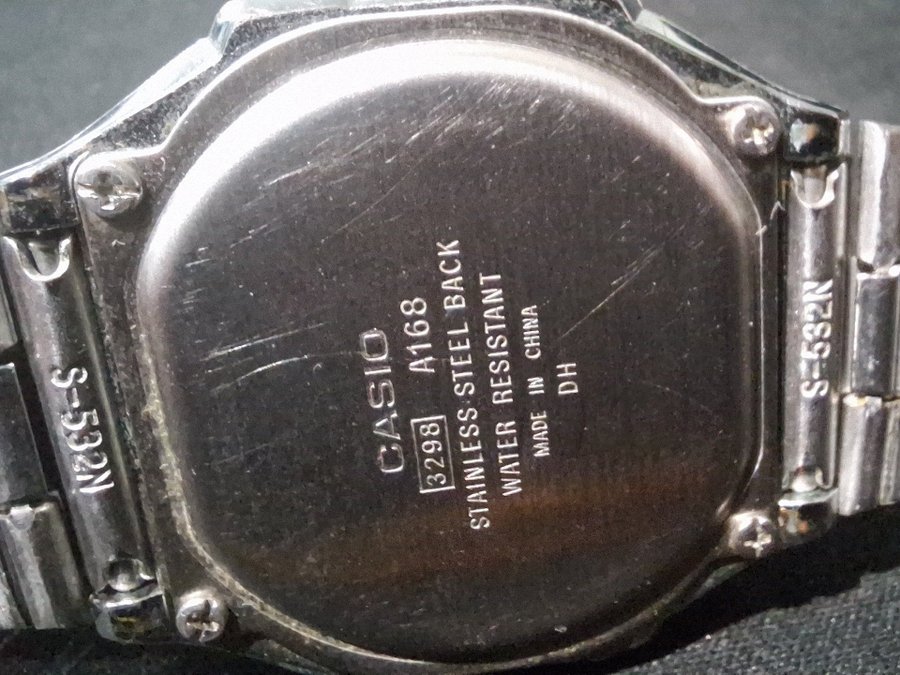 CASIO
3298 A168
STAINLESS STEEL BACK
WATER RESISTANT
MADE IN CHINA
DH
S-532N
S-532N